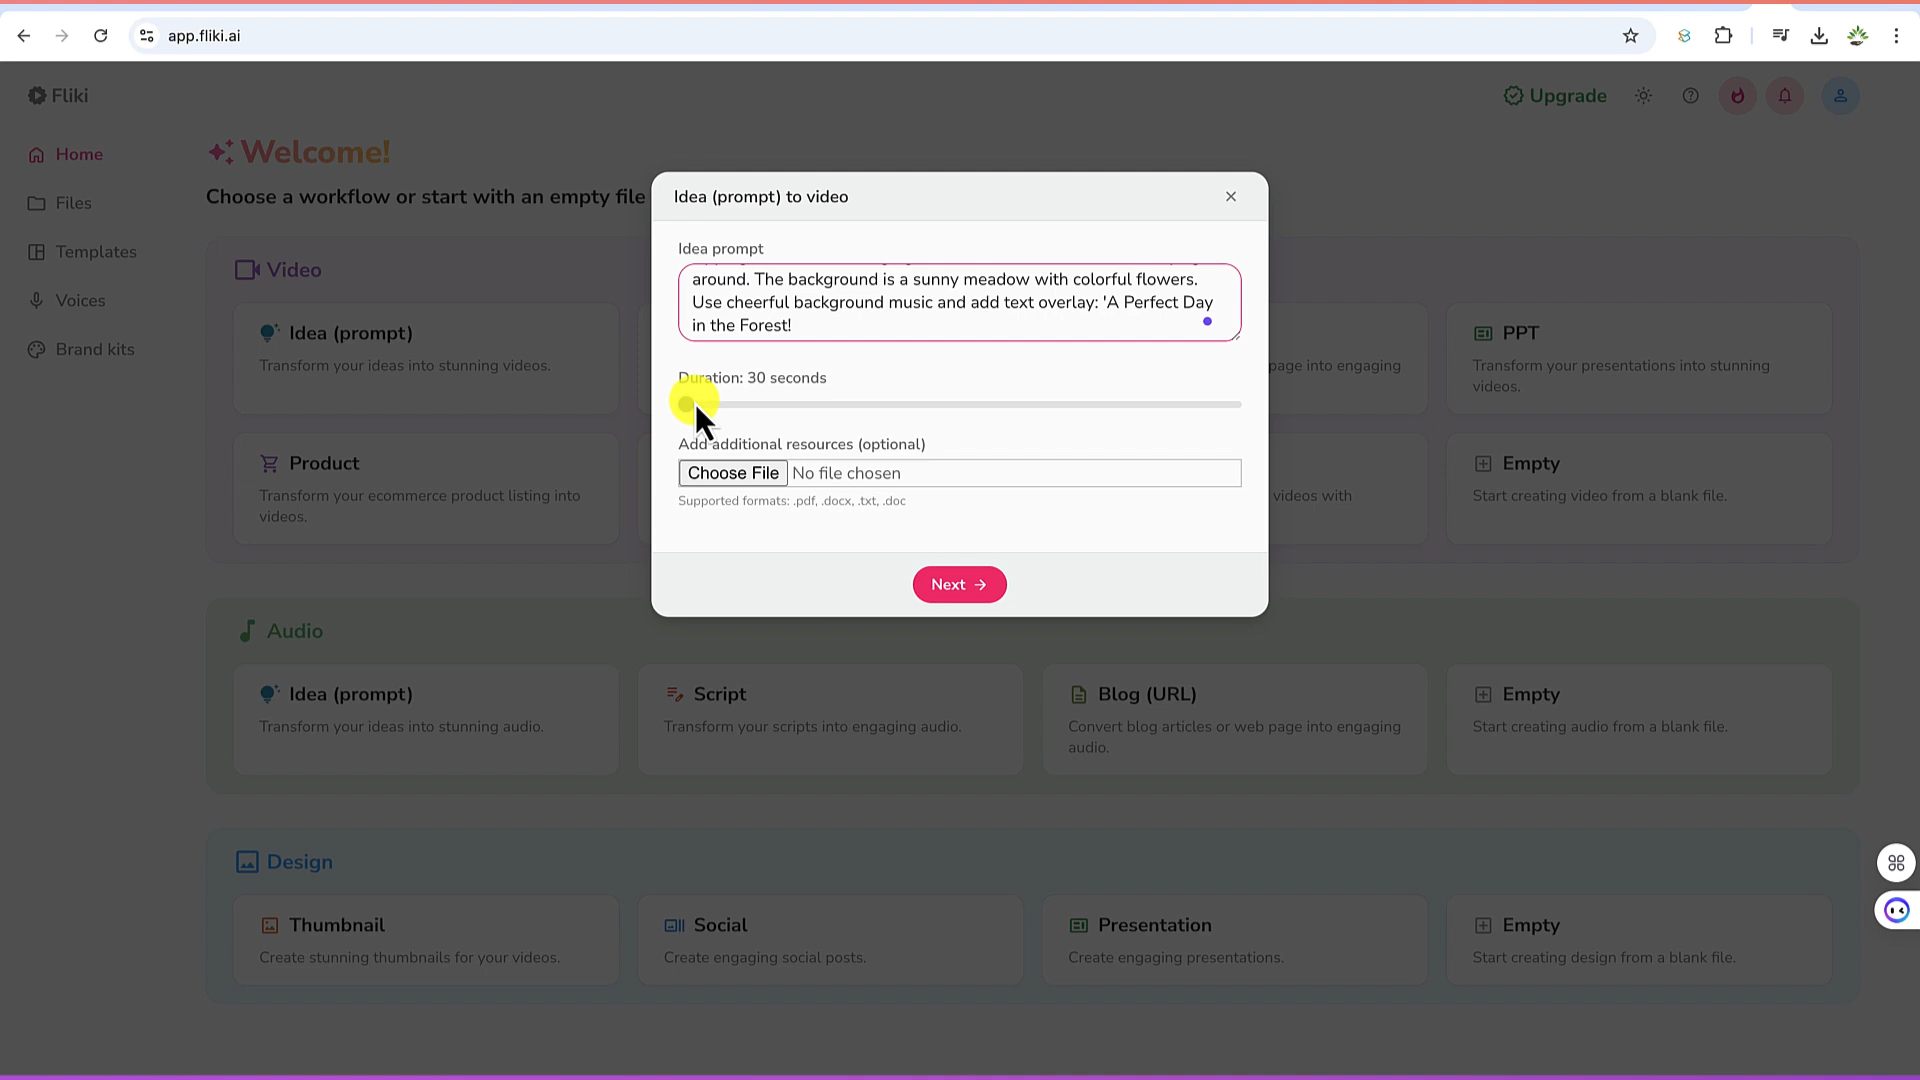 app.fliki.ai
Fliki
Upgrade
Home
Files
Templates
Voices
Brand kits
Welcome!
Choose a workflow or start with an empty file
Video
Idea (prompt)
Transform your ideas into stunning videos.
page into engaging
PPT
Transform your presentations into stunning
videos.
Product
Transform your ecommerce product listing into
videos.
videos with
Empty
Start creating video from a blank file.
Idea (prompt) to video
Idea prompt
around. The background is a sunny meadow with colorful flowers.
Use cheerful background music and add text overlay: 'A Perfect Day
in the Forest!
Duration: 30 seconds
Add additional resources (optional)
Choose File No file chosen
Supported formats: .pdf, .docx, .txt, .doc
Next →
Audio
Idea (prompt)
Transform your ideas into stunning audio.
Script
Transform your scripts into engaging audio.
Blog (URL)
Convert blog articles or web page into engaging
audio.
Empty
Start creating audio from a blank file.
Design
Thumbnail
Create stunning thumbnails for your videos.
Social
Create engaging social posts.
Presentation
Create engaging presentations.
Empty
Start creating design from a blank file.